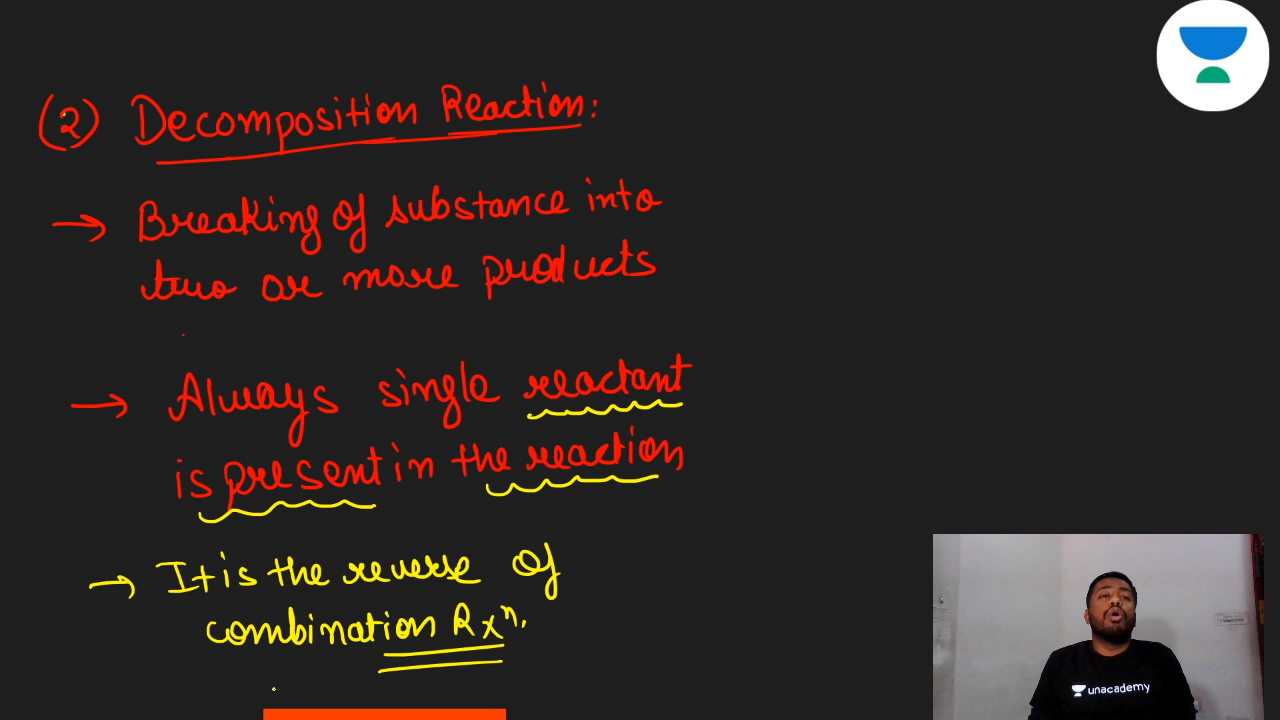 (2) Decomposition Reaction:
→ Breaking of substance into
two or more products
→ Always single reactant
is present in the reaction
→ It is the reverse of
combination Rxⁿ.
unacademy